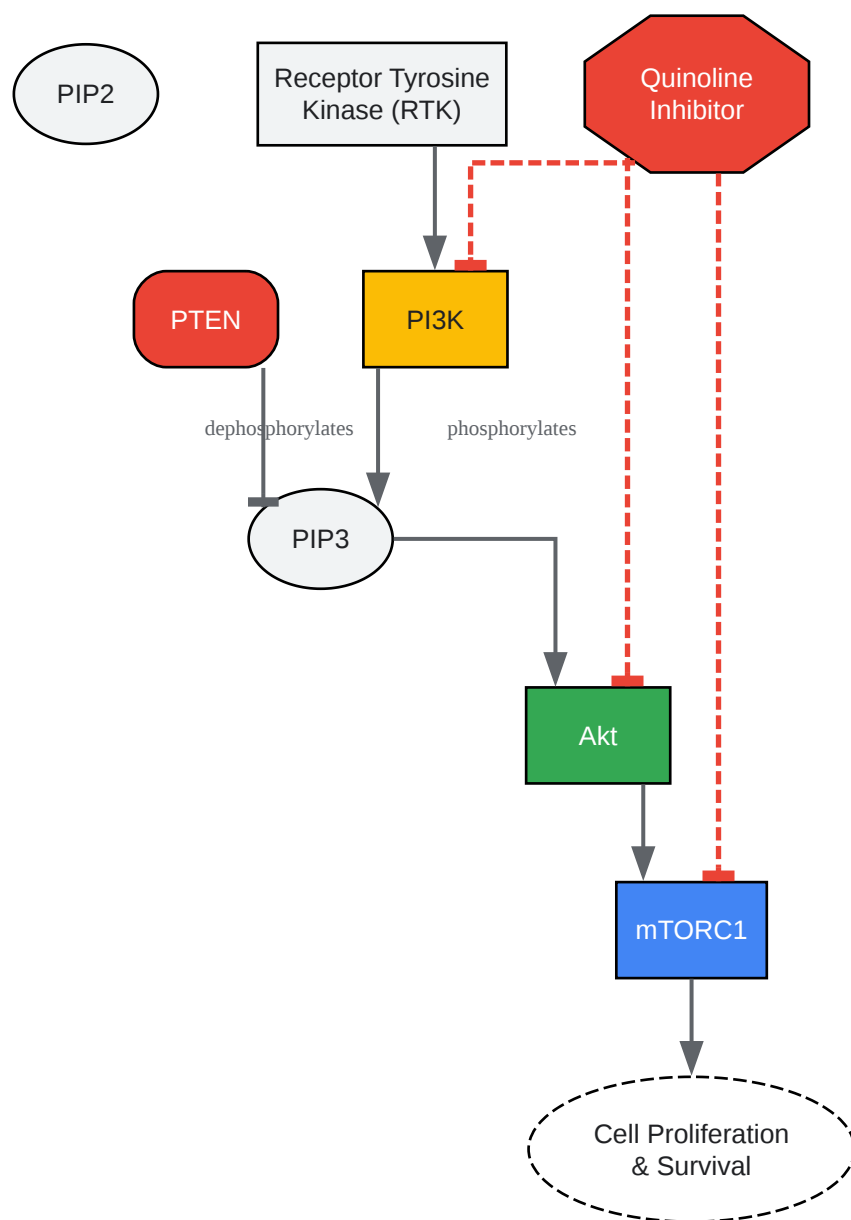 PIP2
Receptor Tyrosine
Kinase (RTK)
Quinoline
Inhibitor
PTEN
PI3K
dephosphorylates
phosphorylates
PIP3
Akt
mTORC1
Cell Proliferation
& Survival